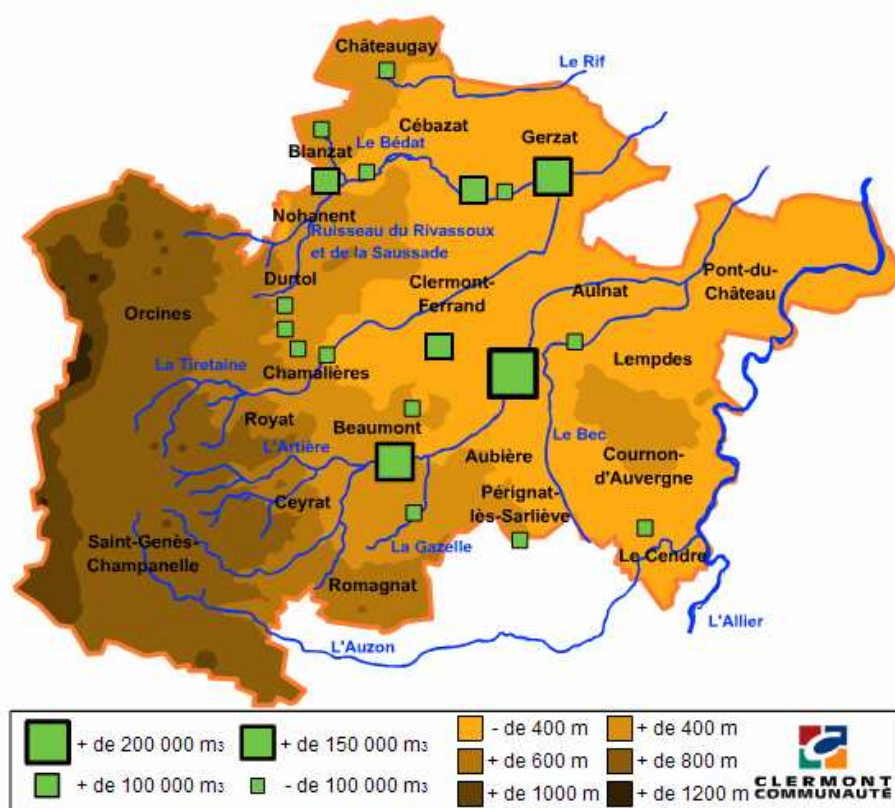 Châteaugay
Le Rif
Cébazat
Gerzat
Blanzat
Le Bédat
Nohanent
Ruisseau du Rivassoux
et de la Saussade
Durtol
Clermont-
Ferrand
Aulnat
Pont-du-
Château
Orcines
La Tiretaine
Chamalières
Lempdes
Royat
Beaumont
L'Artière
Aubière
Le Bec
Cournon-
d'Auvergne
Ceyrat
Pérignat-
lès-Sarliève
Saint-Genès-
Champanelle
La Gazelle
Le Cendre
Romagnat
L'Auzon
L'Allier
+ de 200 000 m3
+ de 150 000 m3
+ de 100 000 m3
- de 100 000 m3
- de 400 m
+ de 400 m
+ de 600 m
+ de 800 m
+ de 1000 m
+ de 1200 m
CLERMONT
COMMUNAUTÉ